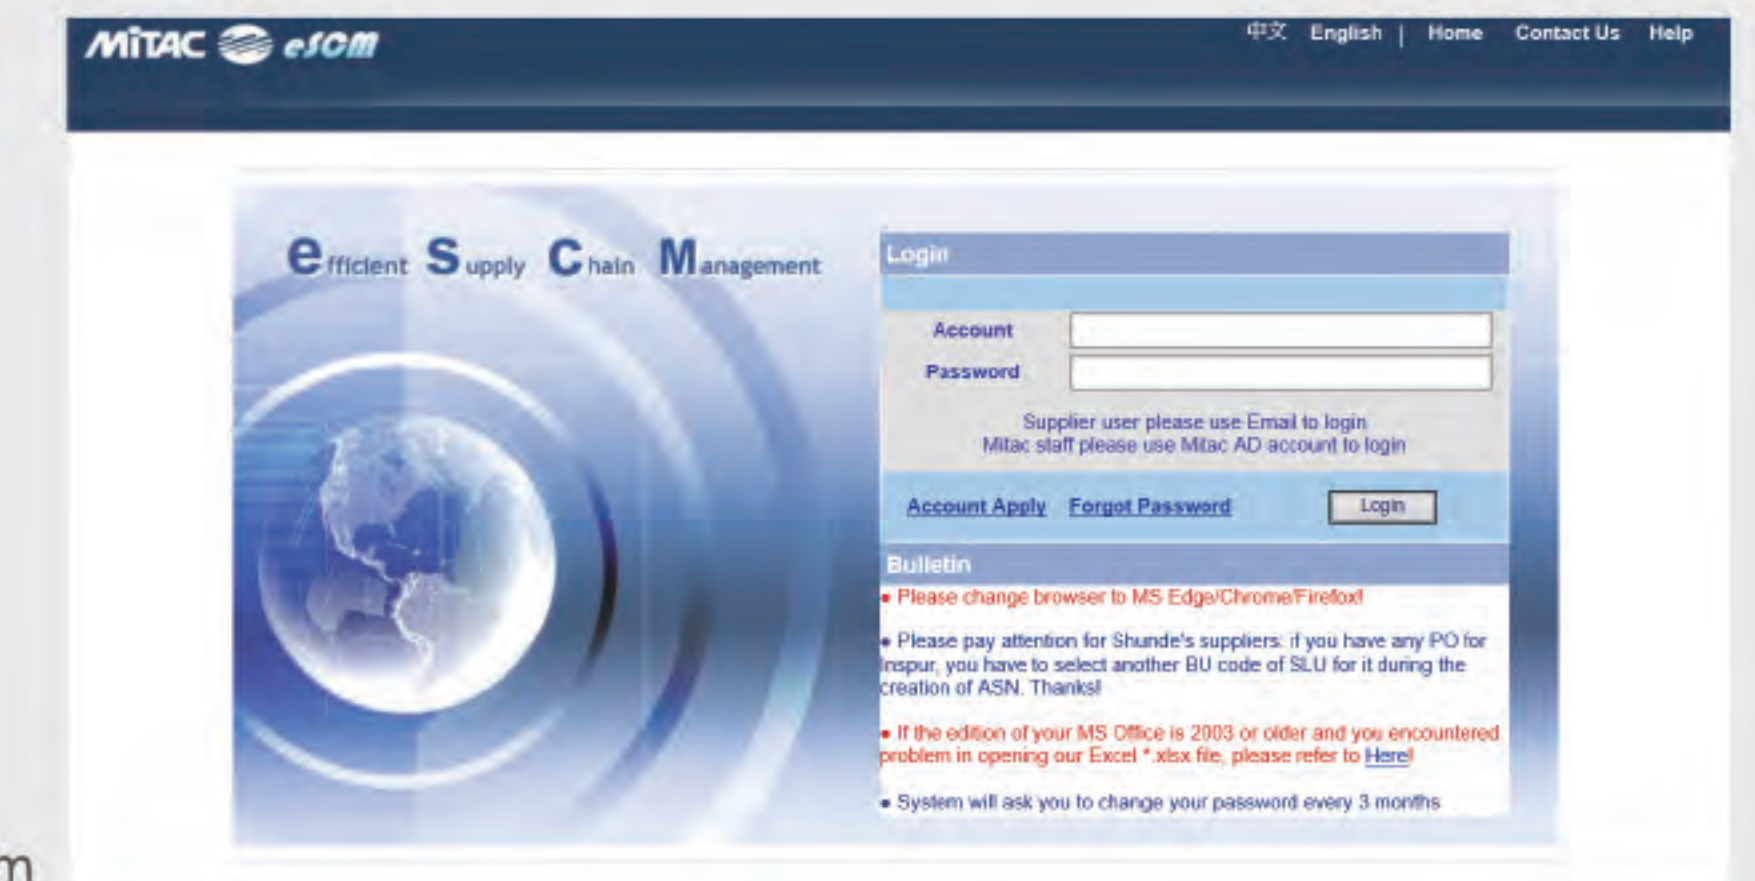 MiTAC eSCM
中文 English | Home Contact Us Help
efficient Supply Chain Management
Login
Account
Password
Supplier user please use Email to login
Mitac staff please use Mitac AD account to login
Account Apply Forgot Password Login
Bulletin
• Please change browser to MS Edge/Chrome/Firefox!
• Please pay attention for Shunde's suppliers: if you have any PO for
Inspur, you have to select another BU code of SLU for it during the
creation of ASN. Thanks!
• If the edition of your MS Office is 2003 or older and you encountered
problem in opening our Excel *.xlsx file, please refer to Here!
• System will ask you to change your password every 3 months
m